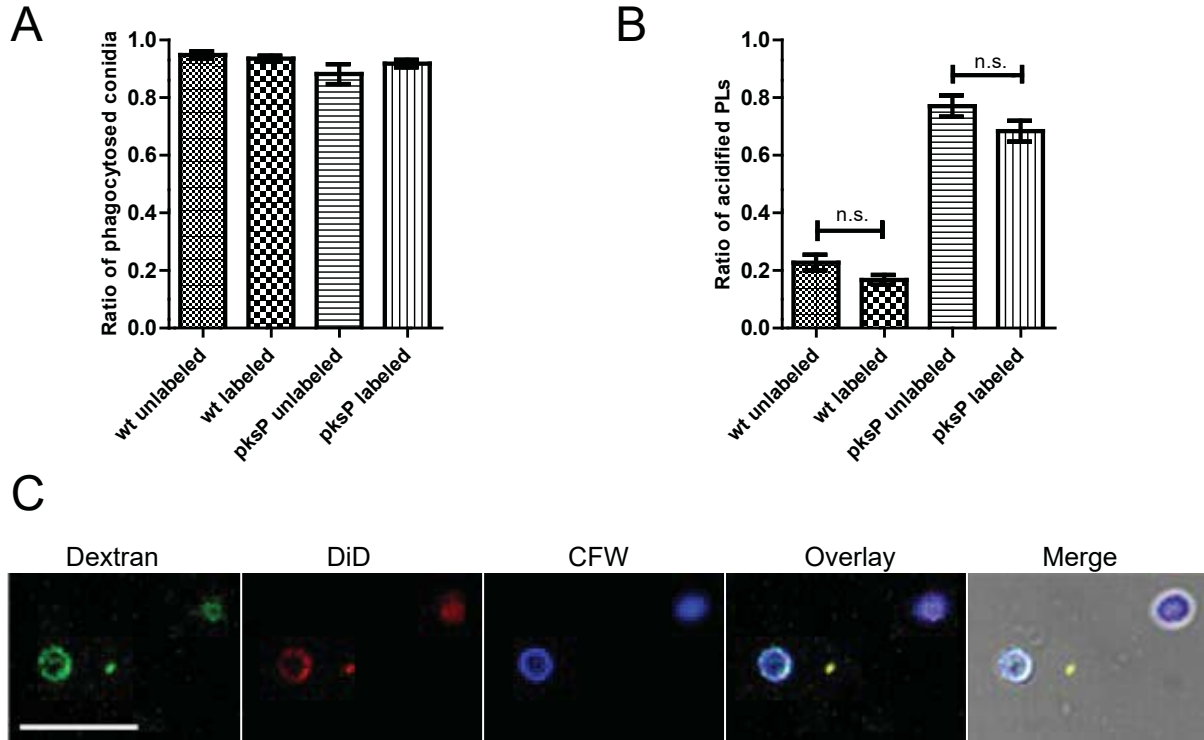 A
Ratio of phagocytosed conidia
1.0
0.8
0.6
0.4
0.2
0.0
wt unlabeled
wt labeled
pksP unlabeled
pksP labeled
B
Ratio of acidified PLs
1.0
0.8
0.6
0.4
0.2
0.0
n.s.
n.s.
wt unlabeled
wt labeled
pksP unlabeled
pksP labeled
C
Dextran
DiD
CFW
Overlay
Merge